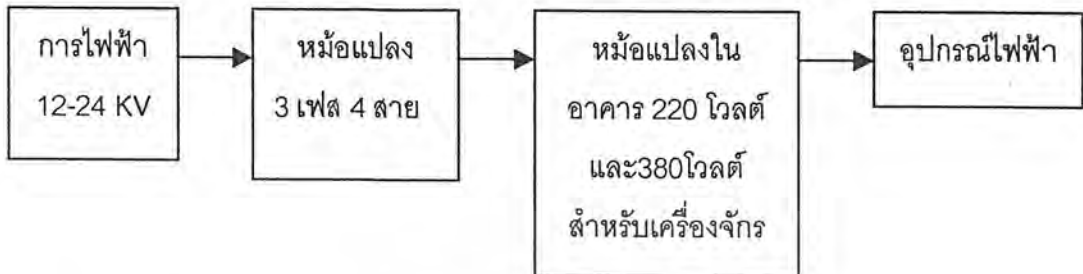 การไฟฟ้า
12-24 KV
หม้อแปลง
3 เฟส 4 สาย
หม้อแปลงใน
อาคาร 220 โวลต์
และ380โวลต์
สำหรับเครื่องจักร
อุปกรณ์ไฟฟ้า